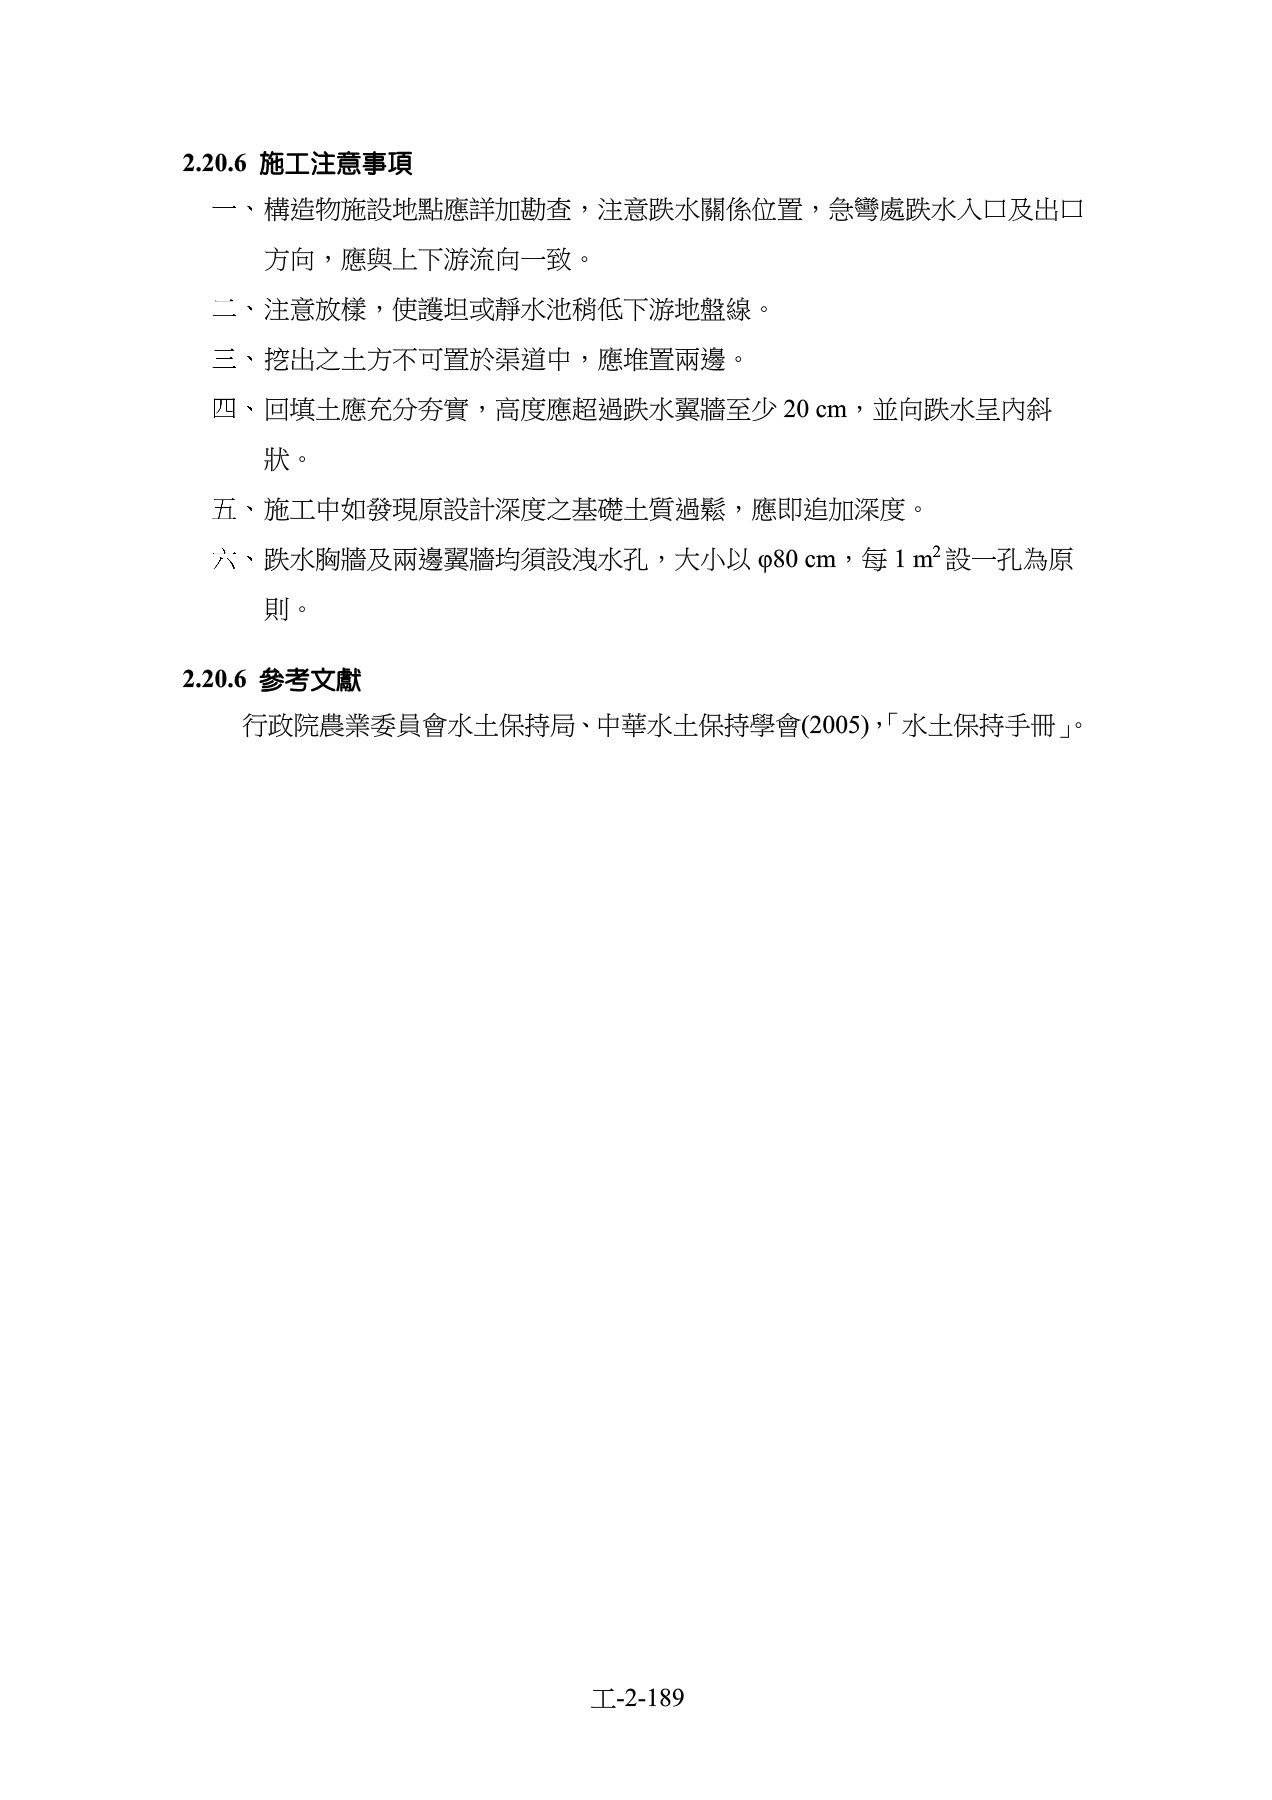 2.20.6 施工注意事項
一、構造物施設地點應詳加勘查，注意跌水關係位置，急彎處跌水入口及出口
方向，應與上下游流向一致。
二、注意放樣，使護坦或靜水池稍低下游地盤線。
三、挖出之土方不可置於渠道中，應堆置兩邊。
四、回填土應充分夯實，高度應超過跌水翼牆至少 20 cm，並向跌水呈內斜
狀。
五、施工中如發現原設計深度之基礎土質過鬆，應即追加深度。
六、跌水胸牆及兩邊翼牆均須設洩水孔，大小以 φ80 cm，每 1 m² 設一孔為原
則。
2.20.6 參考文獻
行政院農業委員會水土保持局、中華水土保持學會(2005)，「水土保持手冊」。
工-2-189